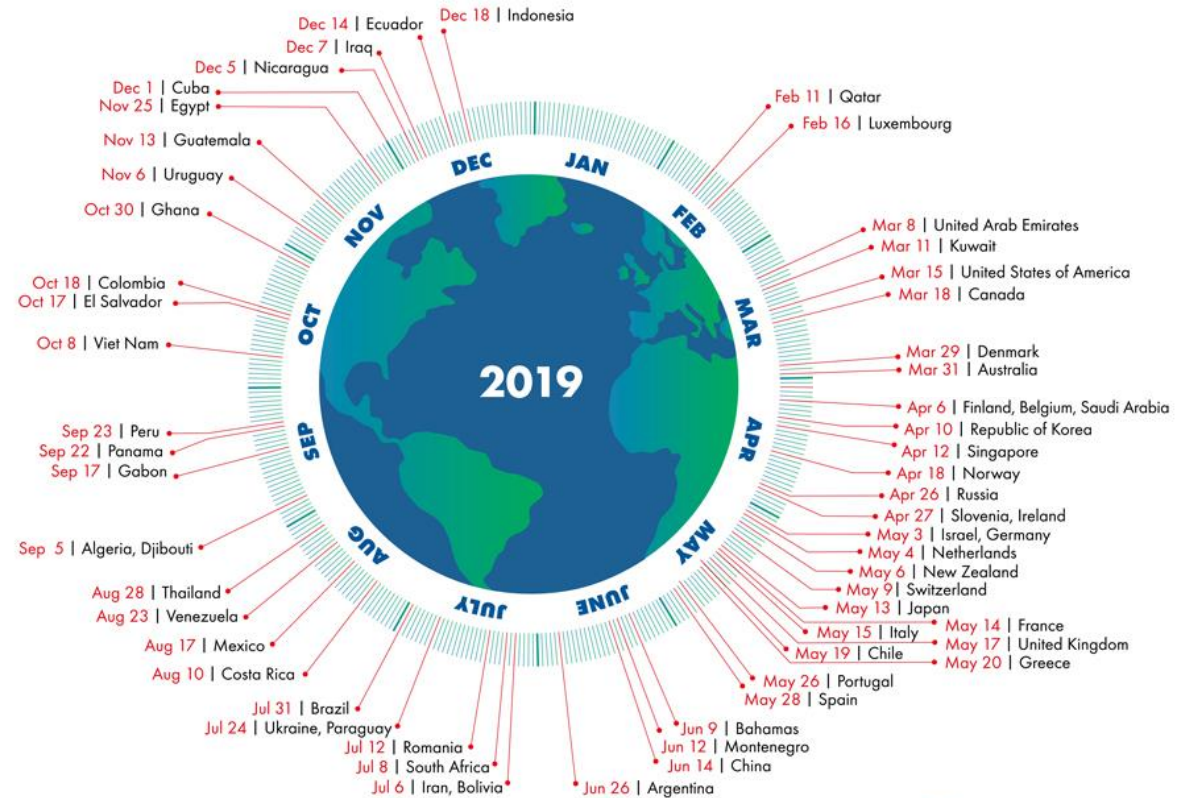 Dec 18 | Indonesia
Dec 14 | Ecuador
Dec 7 | Iraq
Dec 5 | Nicaragua
Dec 1 | Cuba
Nov 25 | Egypt
Nov 13 | Guatemala
Nov 6 | Uruguay
Oct 30 | Ghana
Oct 18 | Colombia
Oct 17 | El Salvador
Oct 8 | Viet Nam
Sep 23 | Peru
Sep 22 | Panama
Sep 17 | Gabon
Sep 5 | Algeria, Djibouti
Aug 28 | Thailand
Aug 23 | Venezuela
Aug 17 | Mexico
Aug 10 | Costa Rica
Jul 31 | Brazil
Jul 24 | Ukraine, Paraguay
Jul 12 | Romania
Jul 8 | South Africa
Jul 6 | Iran, Bolivia
JAN
FEB
MAR
APR
MAY
JUNE
JULY
AUG
SEP
OCT
NOV
DEC
2019
Feb 11 | Qatar
Feb 16 | Luxembourg
Mar 8 | United Arab Emirates
Mar 11 | Kuwait
Mar 15 | United States of America
Mar 18 | Canada
Mar 29 | Denmark
Mar 31 | Australia
Apr 6 | Finland, Belgium, Saudi Arabia
Apr 10 | Republic of Korea
Apr 12 | Singapore
Apr 18 | Norway
Apr 26 | Russia
Apr 27 | Slovenia, Ireland
May 3 | Israel, Germany
May 4 | Netherlands
May 6 | New Zealand
May 9 | Switzerland
May 13 | Japan
May 14 | France
May 15 | Italy
May 17 | United Kingdom
May 19 | Chile
May 20 | Greece
May 26 | Portugal
May 28 | Spain
Jun 9 | Bahamas
Jun 12 | Montenegro
Jun 14 | China
Jun 26 | Argentina